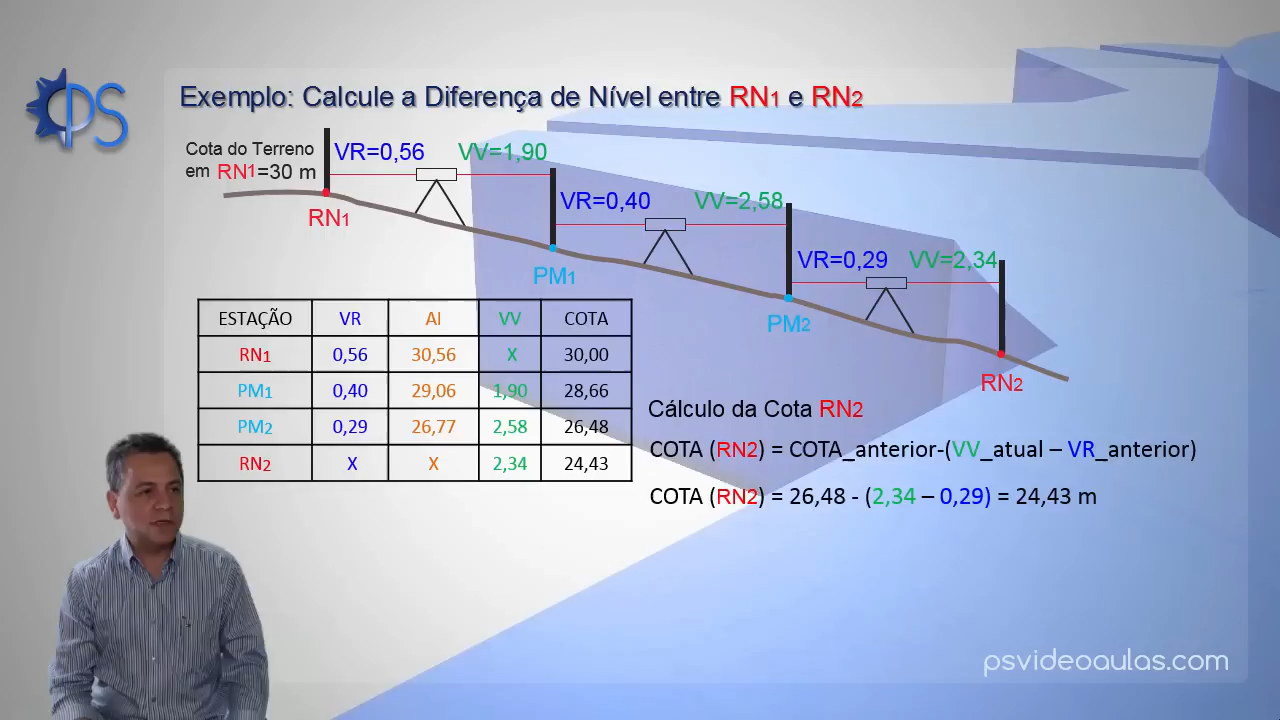 Exemplo: Calcule a Diferença de Nível entre RN1 e RN2
Cota do Terreno
em RN1=30 m
VR=0,56 VV=1,90
VR=0,40 VV=2,58
VR=0,29 VV=2,34
RN1
PM1
PM2
RN2
ESTAÇÃO VR AI VV COTA
RN1 0,56 30,56 X 30,00
PM1 0,40 29,06 1,90 28,66
PM2 0,29 26,77 2,58 26,48
RN2 X X 2,34 24,43
Cálculo da Cota RN2
COTA (RN2) = COTA_anterior-(VV_atual – VR_anterior)
COTA (RN2) = 26,48 - (2,34 – 0,29) = 24,43 m
PS
psvideoaulas.com